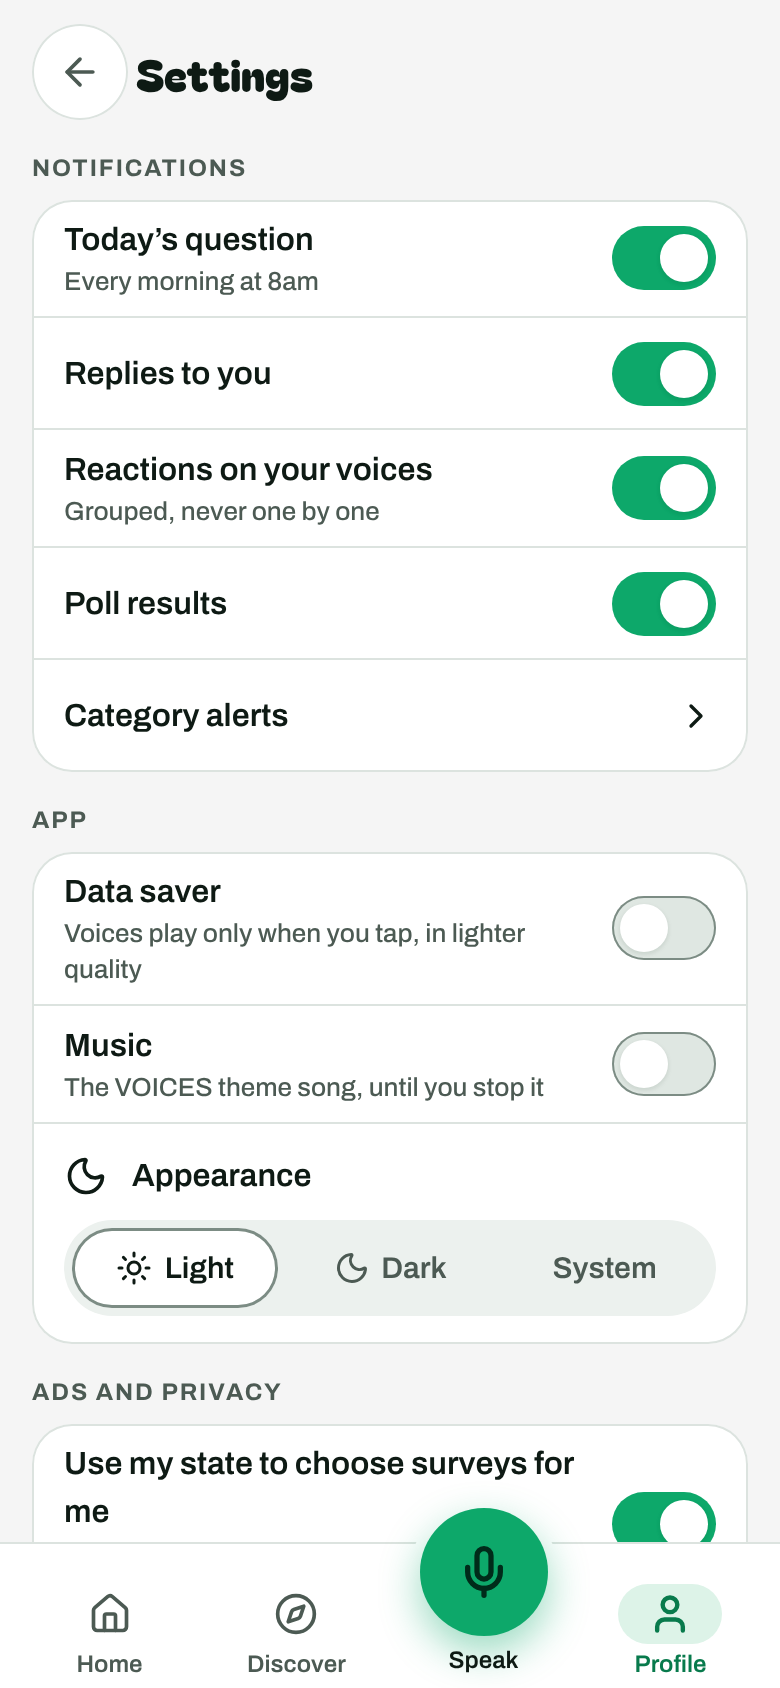 Settings
NOTIFICATIONS
Today’s question
Every morning at 8am
Replies to you
Reactions on your voices
Grouped, never one by one
Poll results
Category alerts
APP
Data saver
Voices play only when you tap, in lighter
quality
Music
The VOICES theme song, until you stop it
Appearance
Light
Dark
System
ADS AND PRIVACY
Use my state to choose surveys for
me
Home
Discover
Speak
Profile